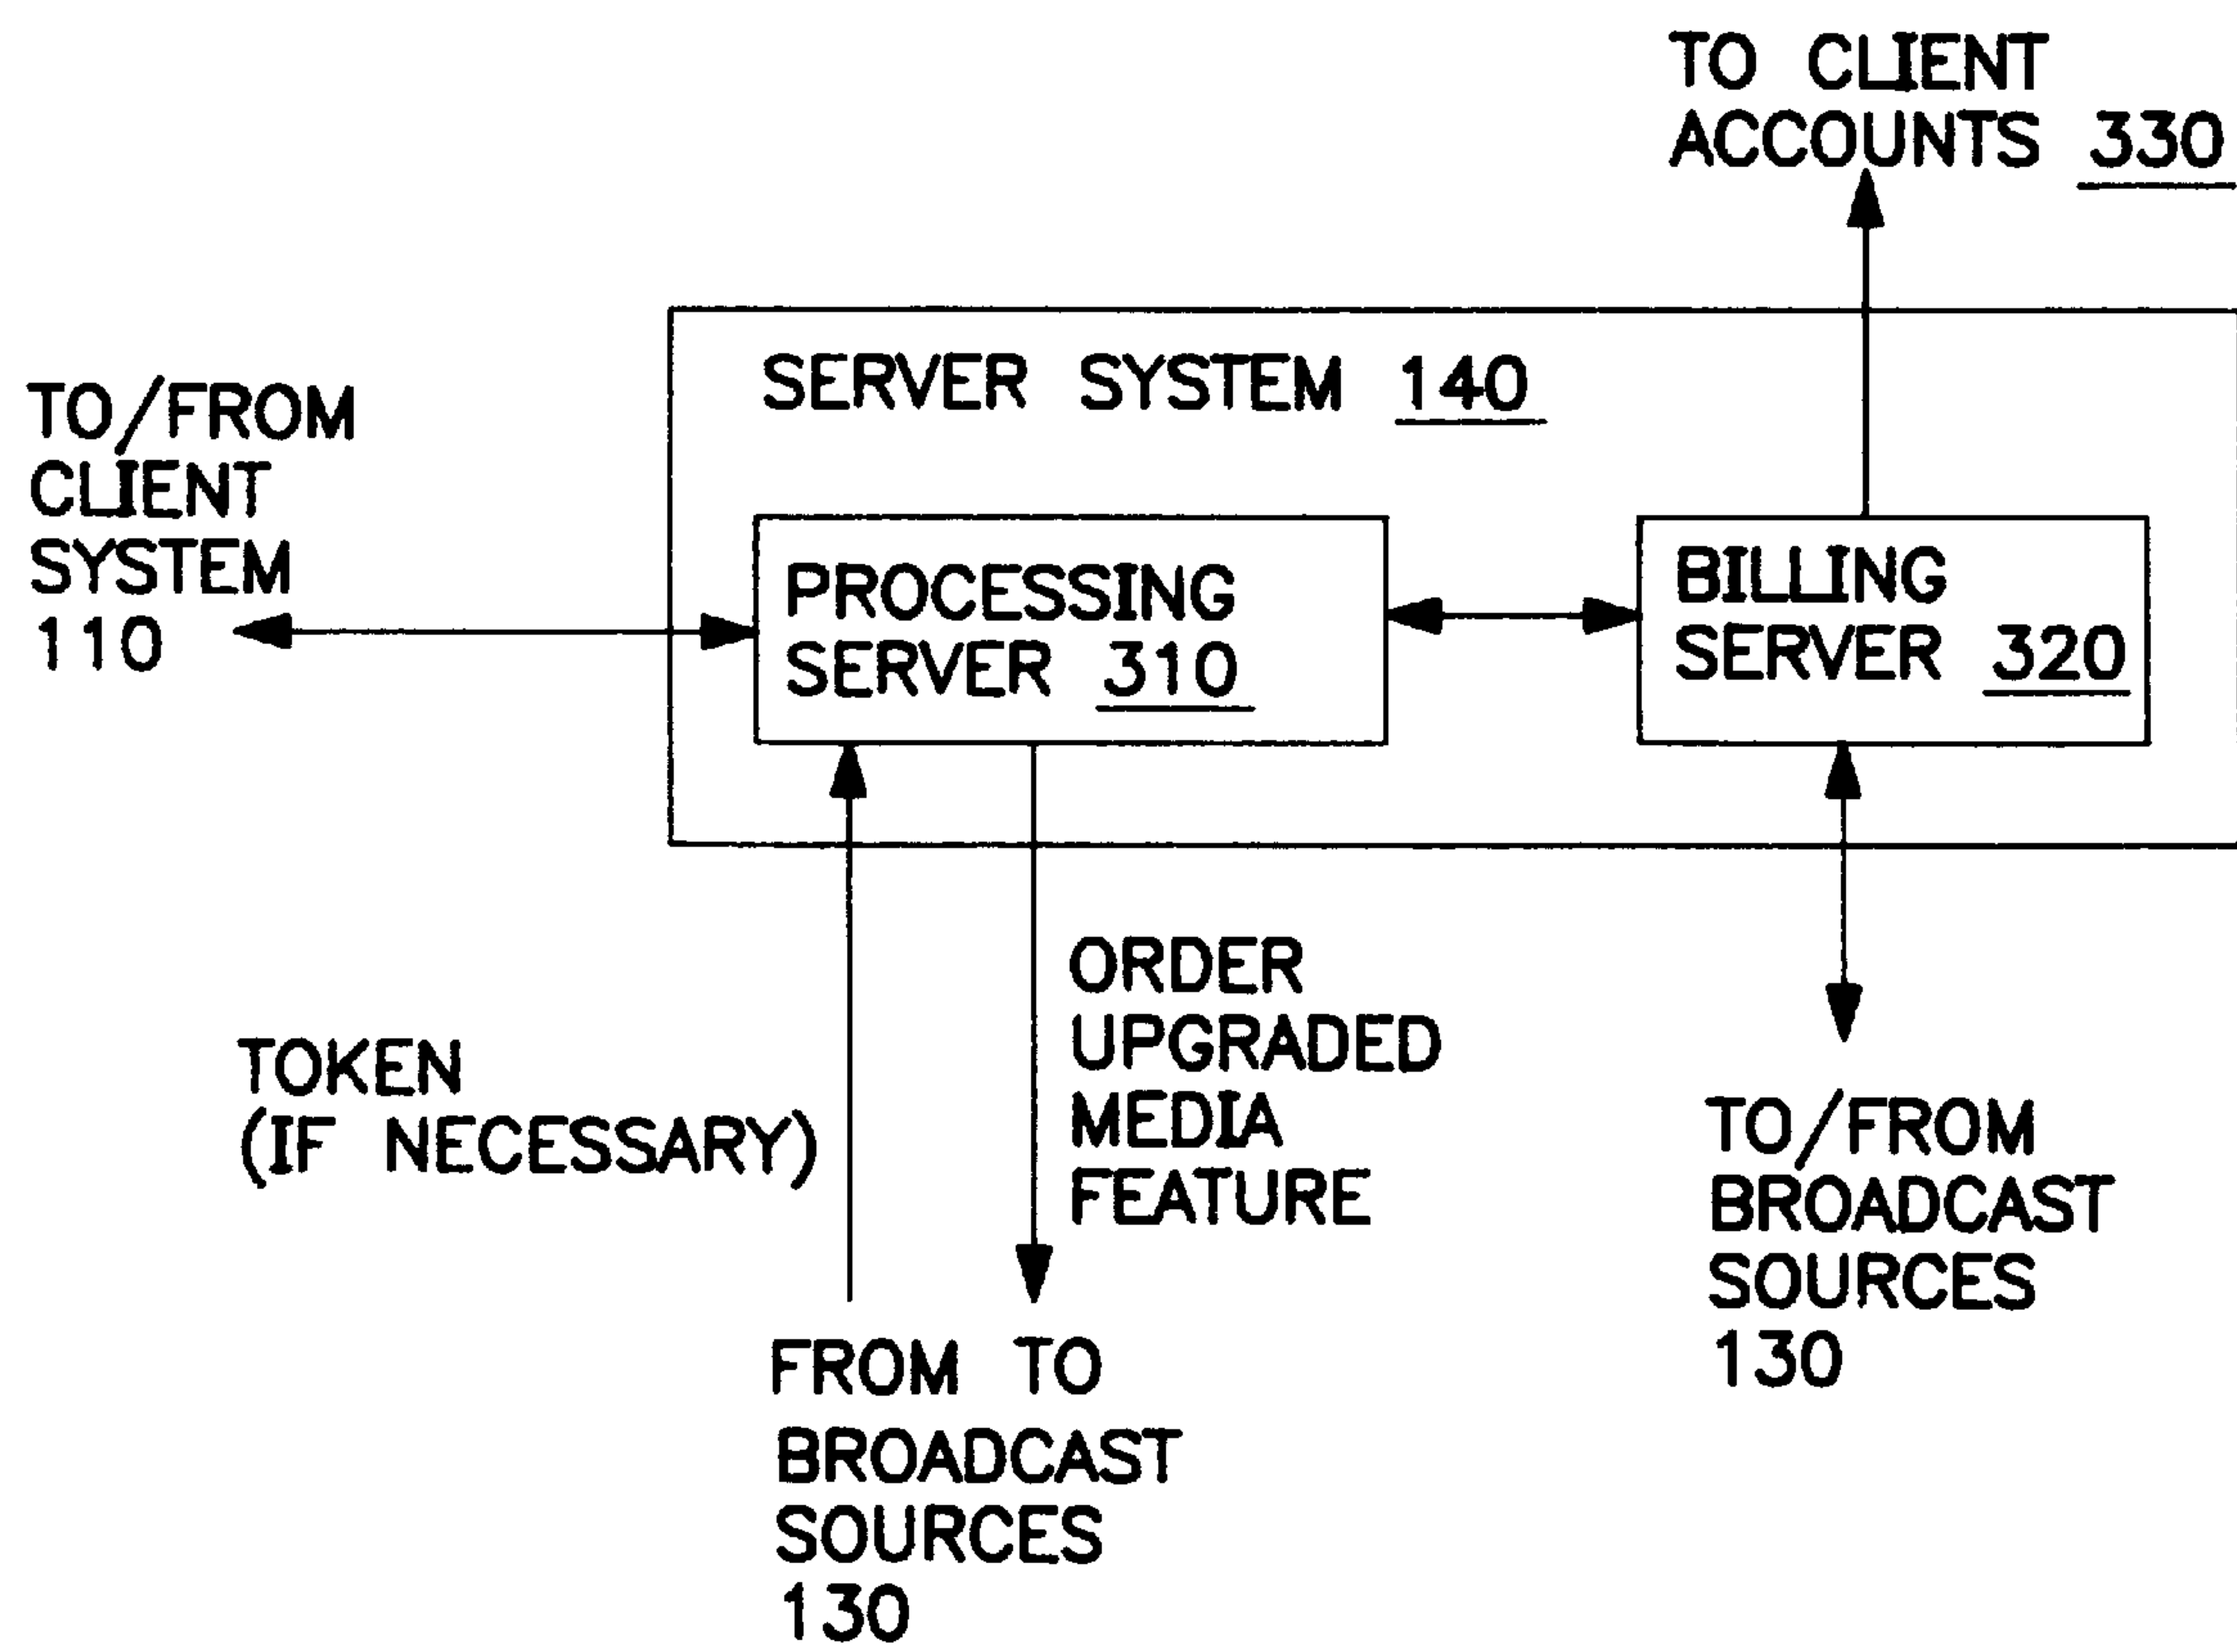 TO CLIENT
ACCOUNTS 330
SERVER SYSTEM 140
TO/FROM
CLIENT
SYSTEM
110
PROCESSING
SERVER 310
BILLING
SERVER 320
TOKEN
(IF NECESSARY)
ORDER
UPGRADED
MEDIA
FEATURE
FROM TO
BROADCAST
SOURCES
130
TO/FROM
BROADCAST
SOURCES
130